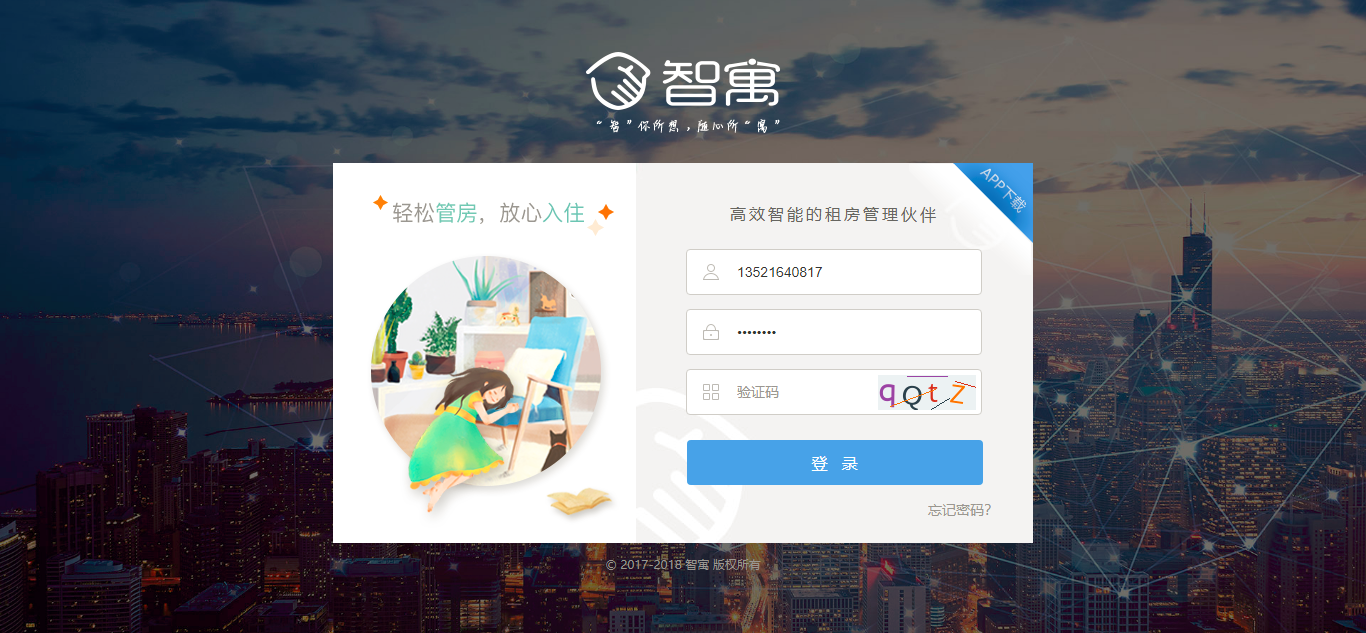 智寓
“智”你所想，随心所“寓”
轻松管房，放心入住
APP下载
高效智能的租房管理伙伴
13521640817
••••••••
验证码
qQtZ
登 录
忘记密码?
© 2017-2018 智寓 版权所有